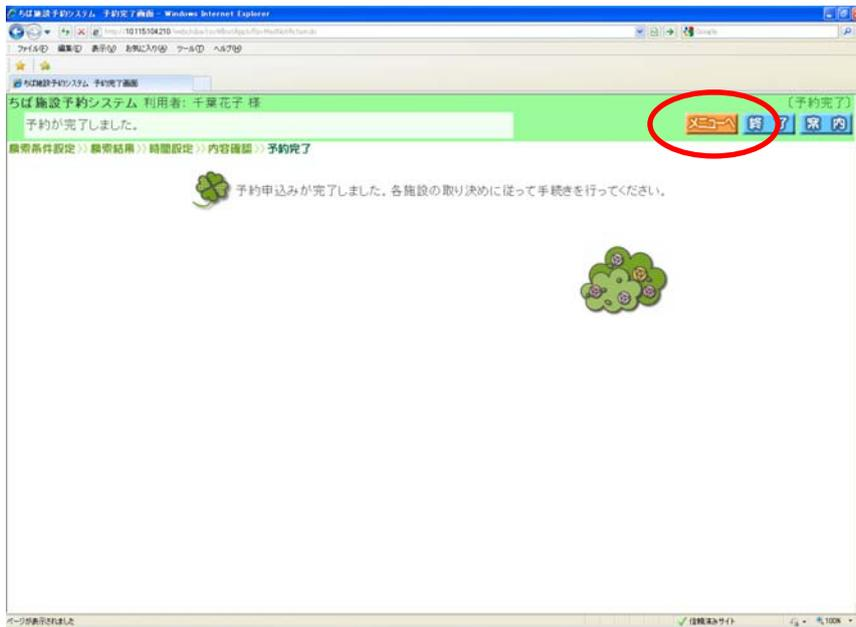 ちば施設予約システム 予約完了画面 - Windows Internet Explorer
Google
ファイル(F) 編集(E) 表示(V) お気に入り(A) ツール(T) ヘルプ(H)
ちば施設予約システム 予約完了画面
ちば施設予約システム 利用者: 千葉花子 様 〔予約完了〕
予約が完了しました。 メニューへ 終了 案内
検索条件設定>>検索結果>>時間設定>>内容確認>>予約完了
予約申込みが完了しました。各施設の取り決めに従って手続きを行ってください。
ページが表示されました 信頼済みサイト 100%